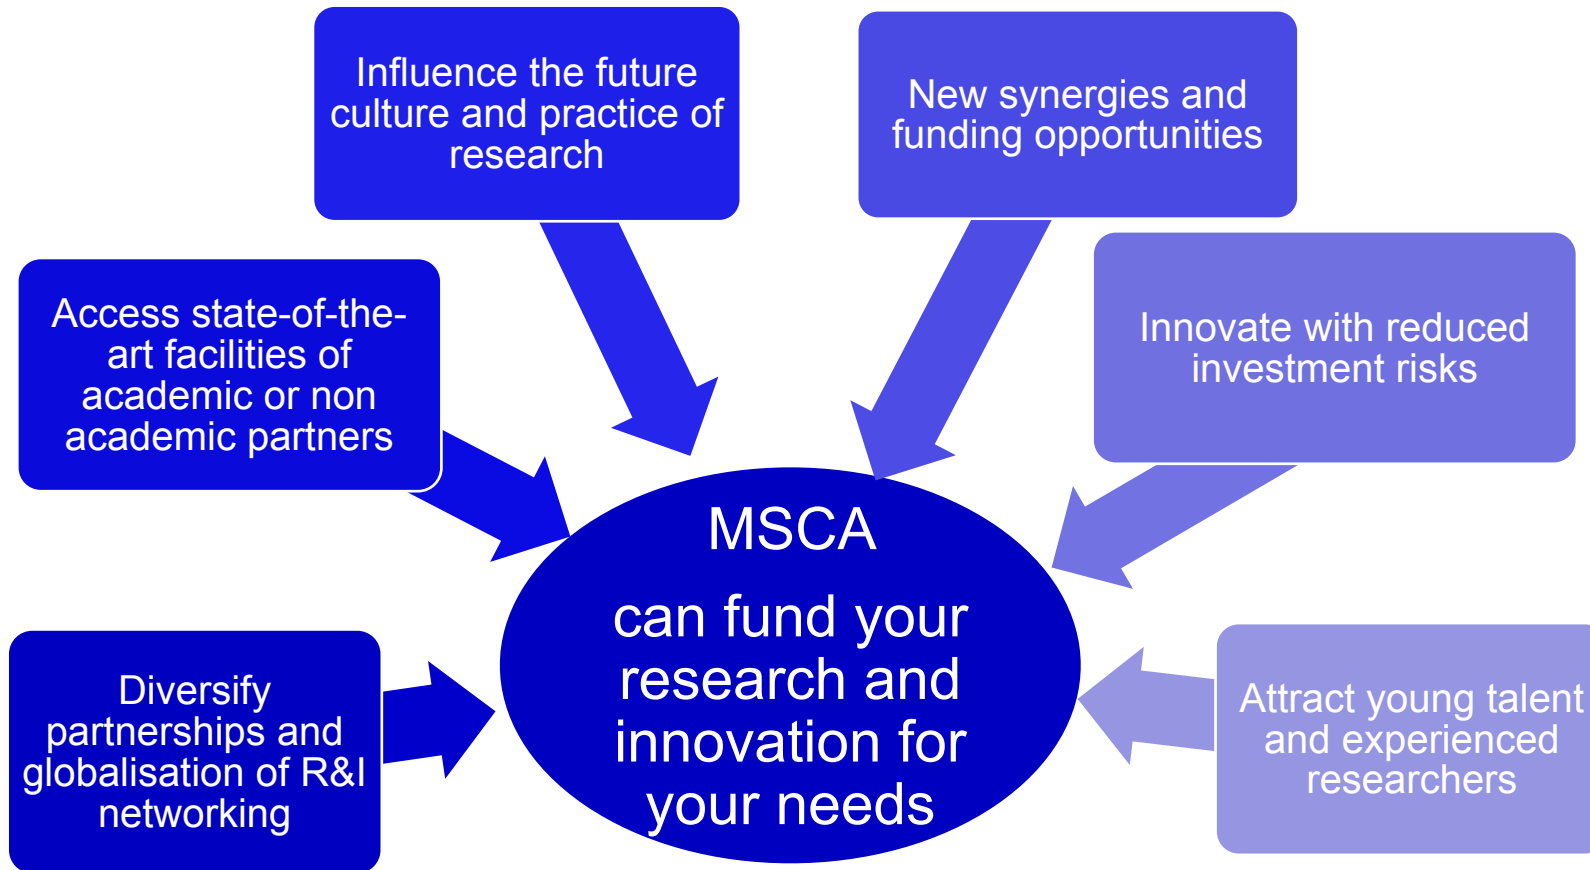 Influence the future
culture and practice of
research
New synergies and
funding opportunities
Access state-of-the-
art facilities of
academic or non
academic partners
Innovate with reduced
investment risks
MSCA
can fund your
research and
innovation for
your needs
Diversify
partnerships and
globalisation of R&I
networking
Attract young talent
and experienced
researchers